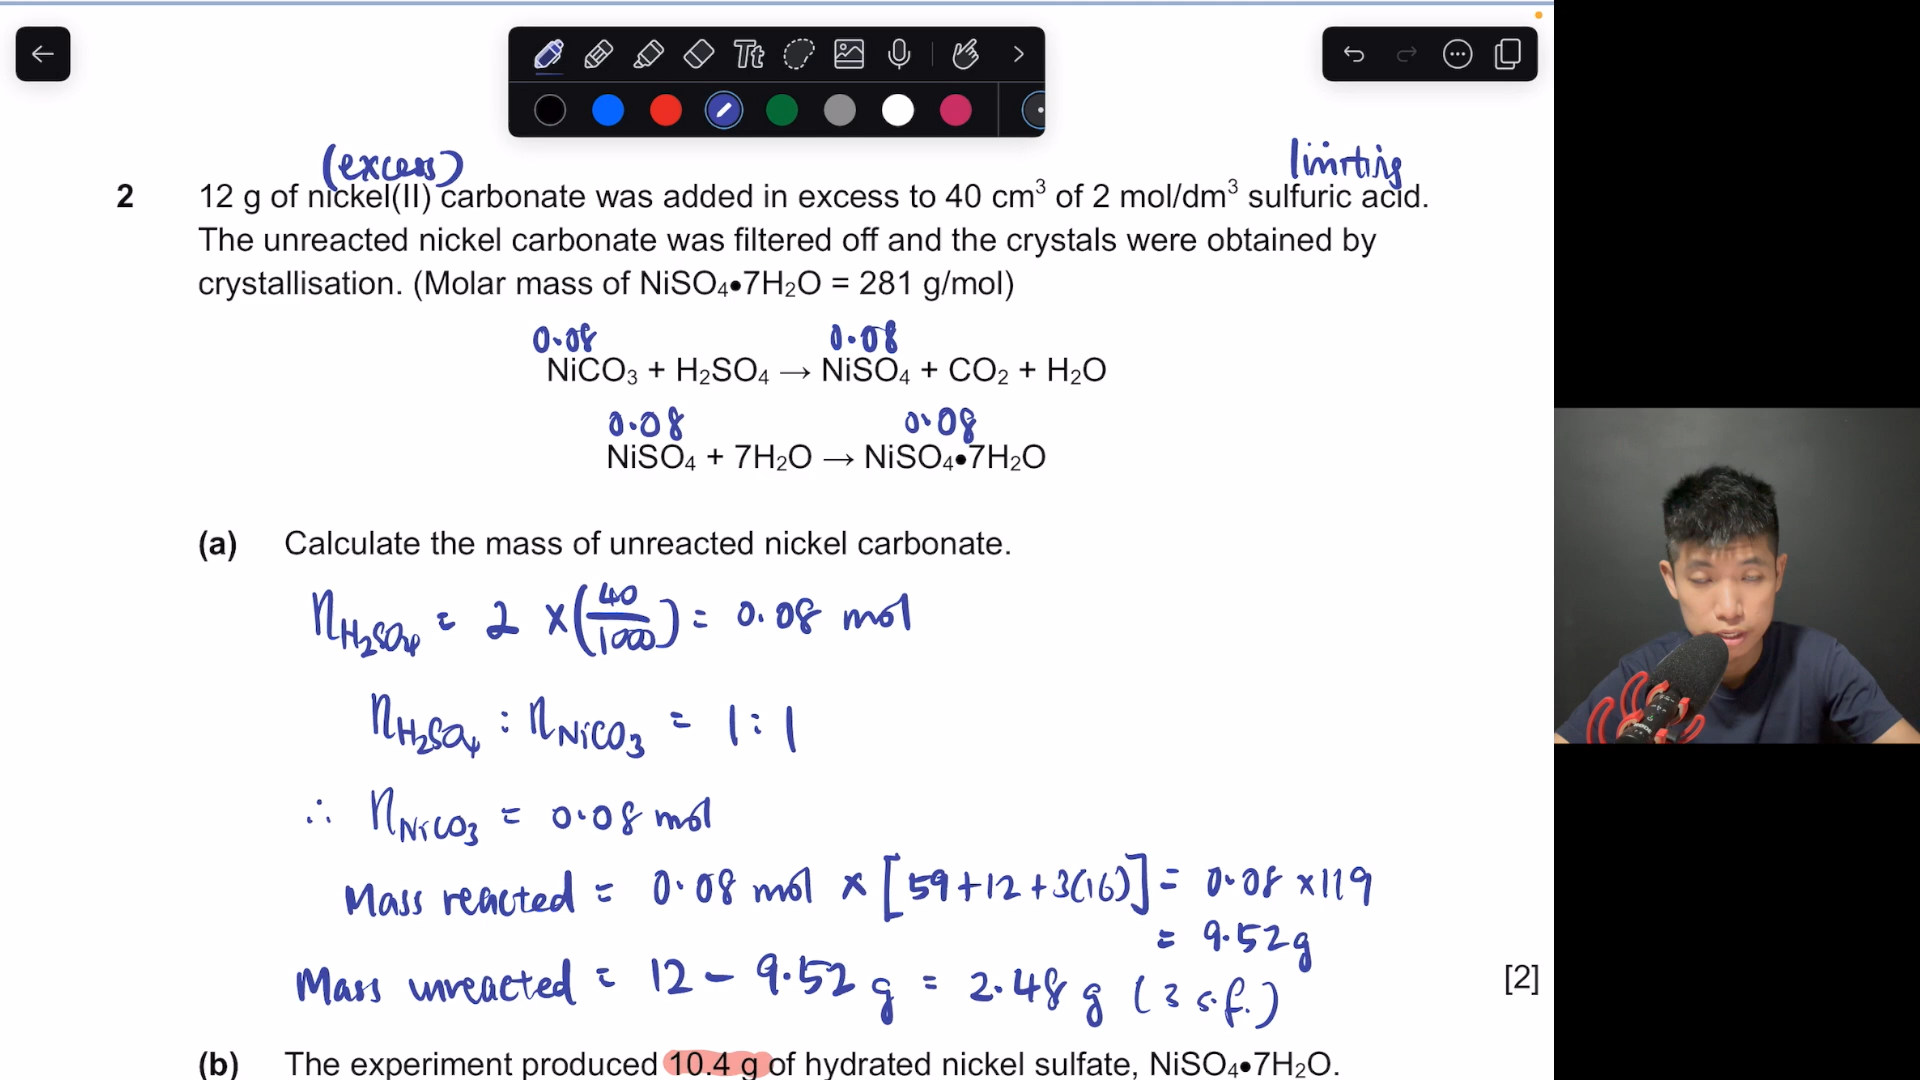 Tt
(excess)
limiting
2 12 g of nickel(II) carbonate was added in excess to 40 cm³ of 2 mol/dm³ sulfuric acid.
The unreacted nickel carbonate was filtered off and the crystals were obtained by
crystallisation. (Molar mass of NiSO₄•7H₂O = 281 g/mol)
0.08 0.08
NiCO₃ + H₂SO₄ → NiSO₄ + CO₂ + H₂O
0.08 0.08
NiSO₄ + 7H₂O → NiSO₄•7H₂O
(a) Calculate the mass of unreacted nickel carbonate.
n H₂SO₄ = 2 × (40/1000) = 0.08 mol
n H₂SO₄ : n NiCO₃ = 1 : 1
∴ n NiCO₃ = 0.08 mol
Mass reacted = 0.08 mol × [59+12+3(16)] = 0.08 × 119
= 9.52 g
Mass unreacted = 12 – 9.52 g = 2.48 g (3 s.f.)
[2]
(b) The experiment produced 10.4 g of hydrated nickel sulfate, NiSO₄•7H₂O.